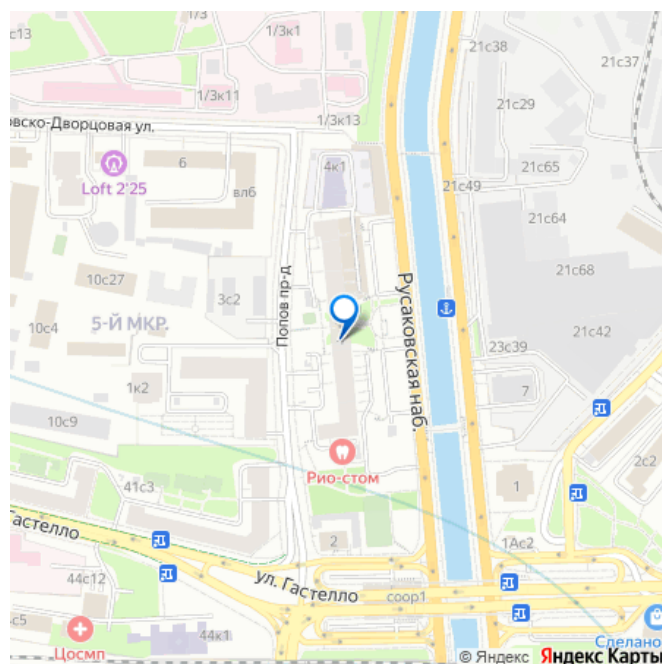 с13
1/3
1/3к1
21с38
21с37
1/3к11
21с29
1/3к13
овско-Дворцовая ул.
6
4к1
21с65
Loft 2'25
вл6
21с49
21с64
21с68
10с27
3с2
Попов пр-д
Русаковская наб.
10с4
5-Й МКР.
21с42
23с39
1к2
7
10с9
Рио-стом
2с2
41с3
1
2
1Ас2
Гастелло
ул. Гастелло
44с12
соор1
с5
44к1
Цосмп
Сделано
© Яндекс Яндекс Карты